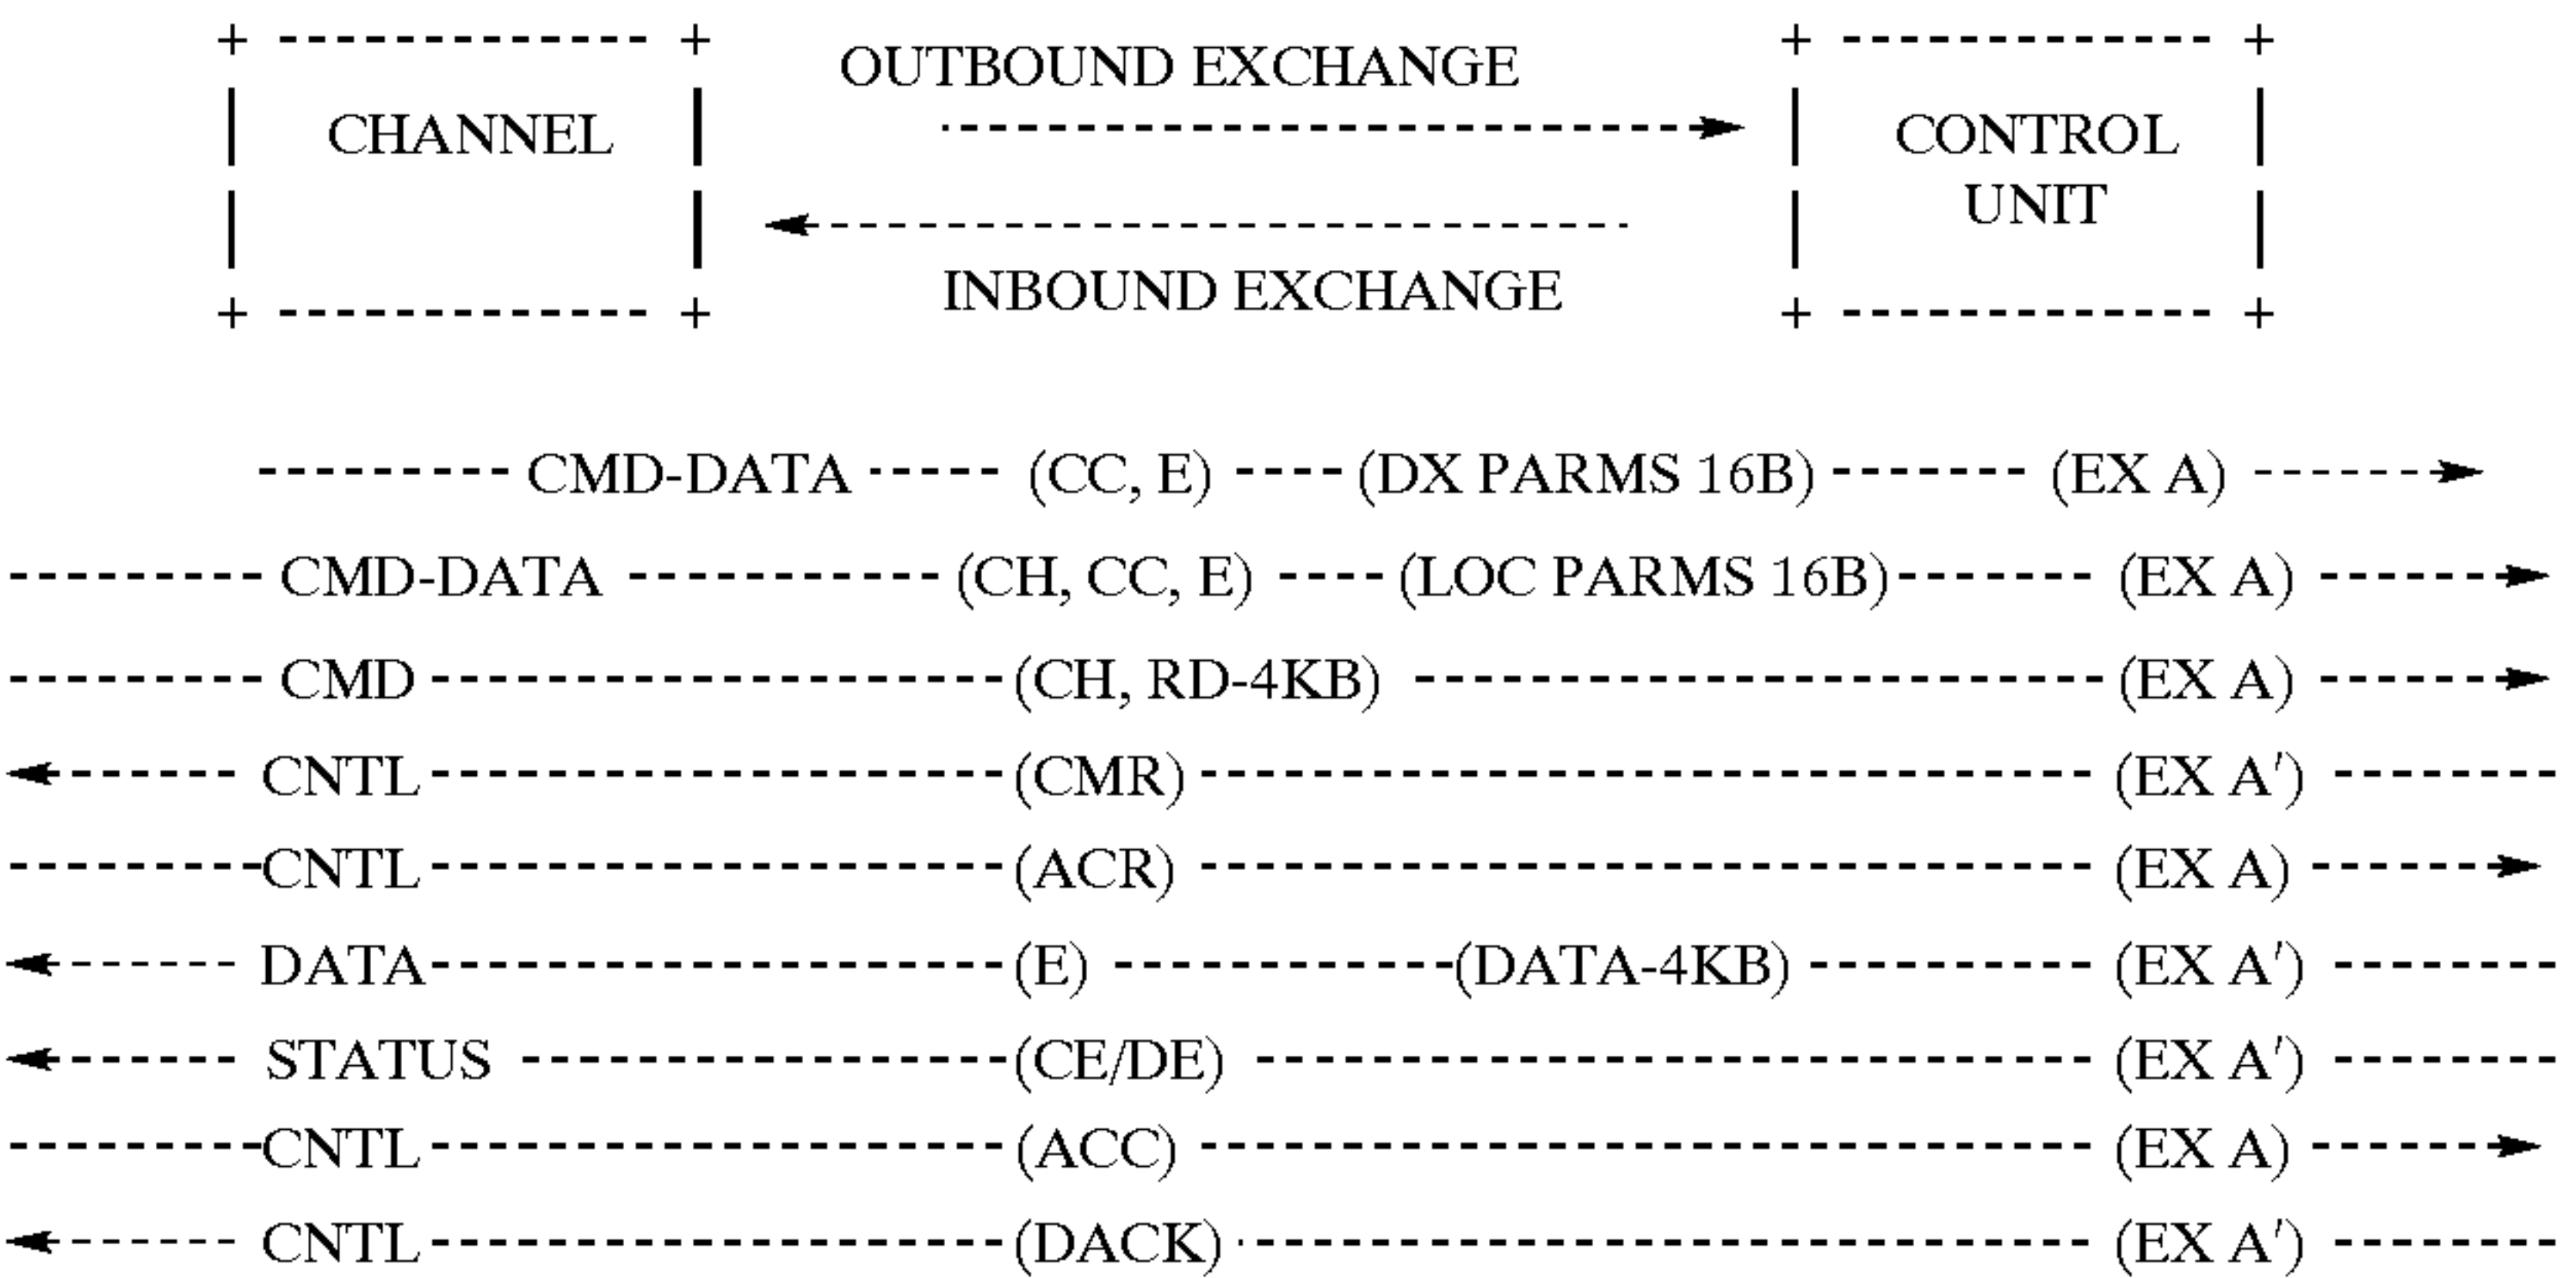 OUTBOUND EXCHANGE
CHANNEL
CONTROL
UNIT
INBOUND EXCHANGE
CMD-DATA (CC, E) (DX PARMS 16B) (EX A)
CMD-DATA (CH, CC, E) (LOC PARMS 16B) (EX A)
CMD (CH, RD-4KB) (EX A)
CNTL (CMR) (EX A')
CNTL (ACR) (EX A)
DATA (E) (DATA-4KB) (EX A')
STATUS (CE/DE) (EX A')
CNTL (ACC) (EX A)
CNTL (DACK) (EX A')